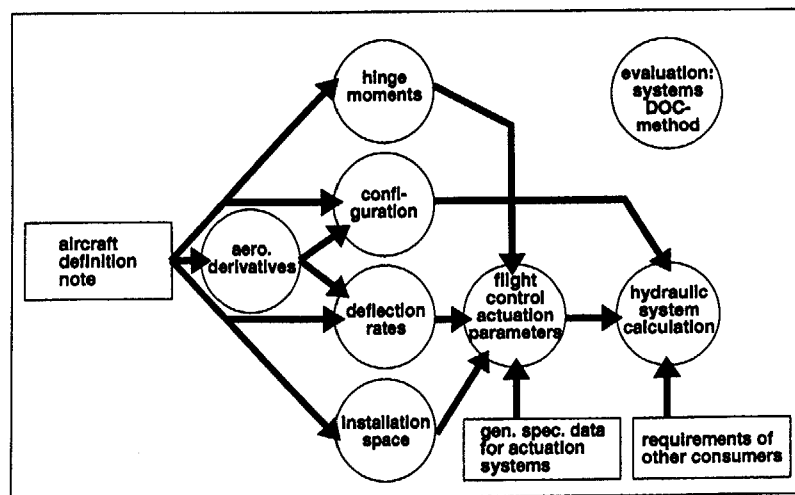 hinge
moments
evaluation:
systems
DOC-
method
confi-
guration
aircraft
definition
note
aero.
derivatives
deflection
rates
flight
control
actuation
parameters
hydraulic
system
calculation
installation
space
gen. spec. data
for actuation
systems
requirements of
other consumers